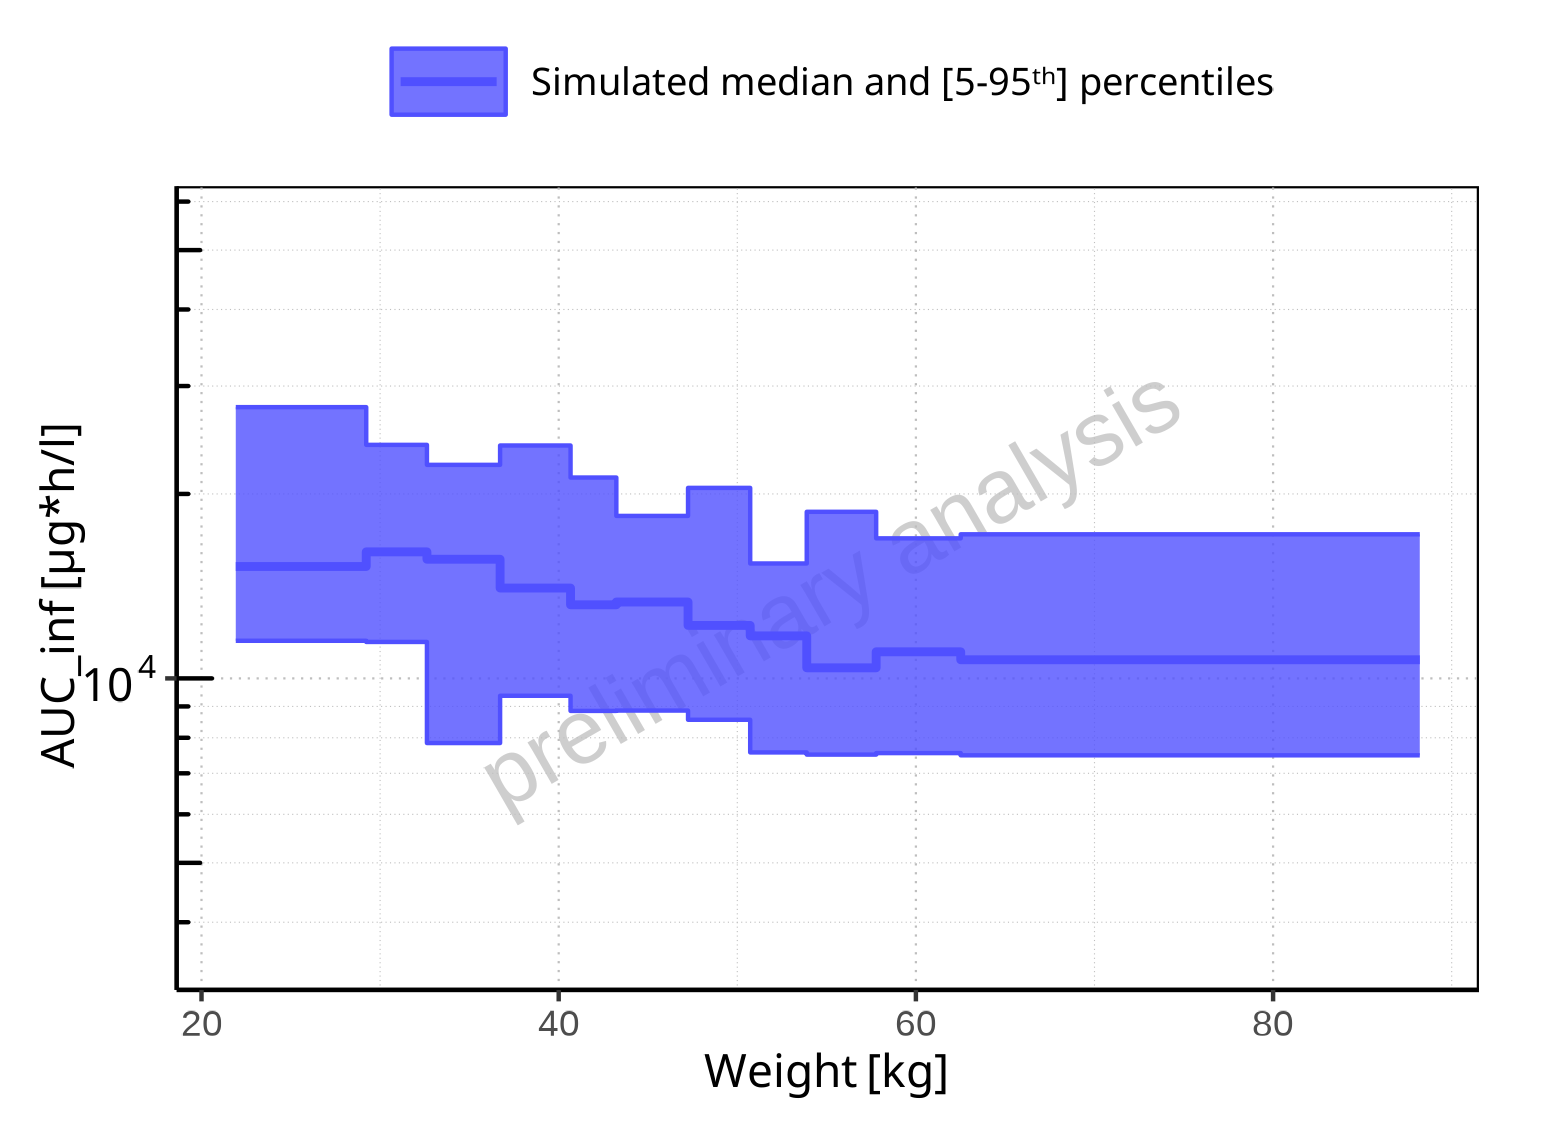 Simulated median and [5-95ᵗʰ] percentiles
AUC_inf [µg*h/l]
10⁴
preliminary analysis
20 40 60 80
Weight [kg]